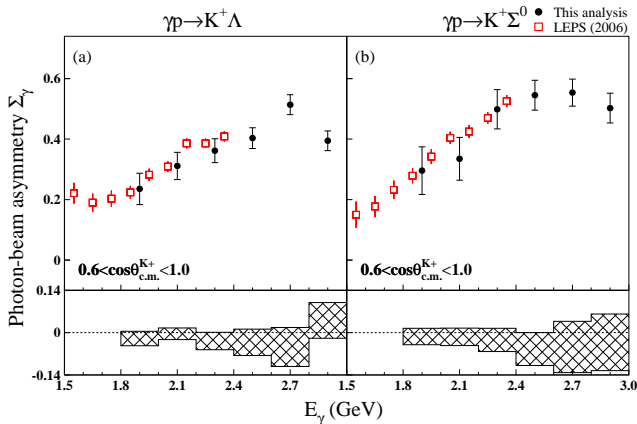 γp→K⁺Λ
γp→K⁺Σ⁰
This analysis
LEPS (2006)
(a)
(b)
Photon-beam asymmetry Σγ
0.6
0.4
0.2
0
0.6<cosθ^{K+}_{c.m.}<1.0
0.6<cosθ^{K+}_{c.m.}<1.0
0.14
0
-0.14
1.5 1.8 2.1 2.4 2.7 1.5 1.8 2.1 2.4 2.7 3.0
Eγ (GeV)